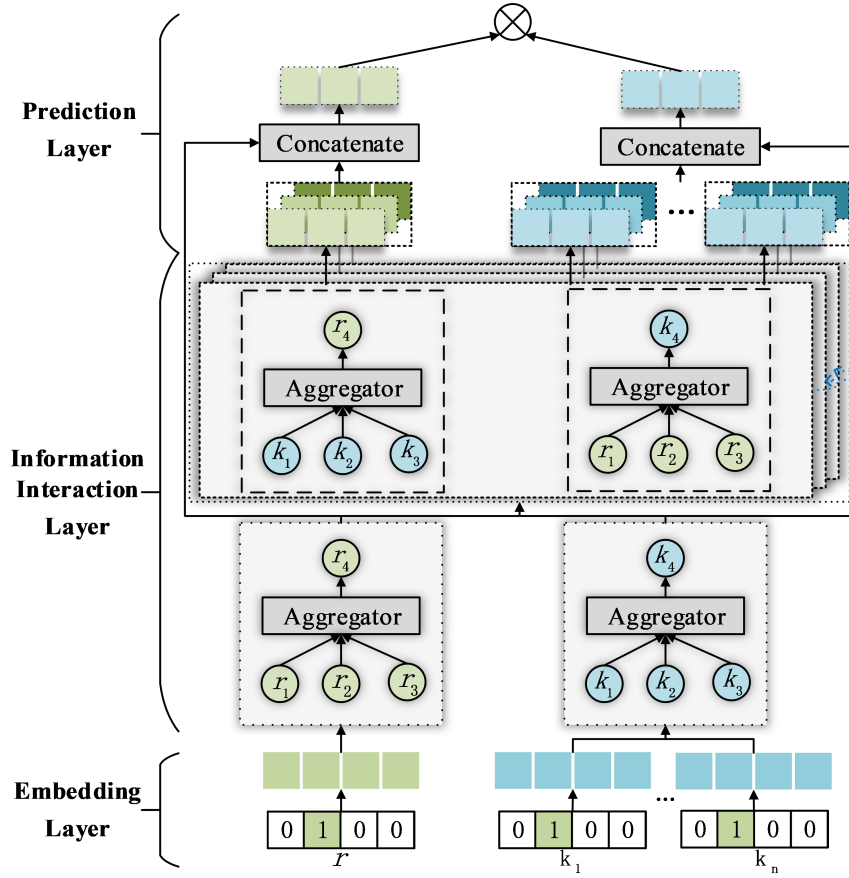 Prediction
Layer
Concatenate
Concatenate
...
Information
Interaction
Layer
r4
k4
Aggregator
Aggregator
k1 k2 k3
r1 r2 r3
r4
k4
Aggregator
Aggregator
r1 r2 r3
k1 k2 k3
Embedding
Layer
...
0 1 0 0
0 1 0 0
0 1 0 0
r
k1
kn